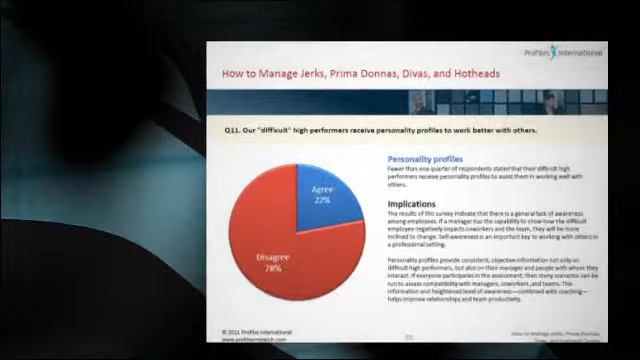 Profiles International
How to Manage Jerks, Prima Donnas, Divas, and Hotheads
Q11. Our "difficult" high performers receive personality profiles to work better with others.
Agree
22%
Disagree
78%
Personality profiles
Fewer than one quarter of respondents stated that their difficult high
performers receive personality profiles to assist them in working well with
others.
Implications
The results of this survey indicate that there is a general lack of awareness
among employees. If a manager has the capability to show how the difficult
employee negatively impacts coworkers and the team, they will be more
inclined to change. Self-awareness is an important key to working with others in
a professional setting.
Personality profiles provide consistent, objective information not only on
difficult high performers, but also on their manager and people with whom they
interact. If everyone participates in the assessment, then many scenarios can be
run to assess compatibility with managers, coworkers, and teams. This
information and heightened level of awareness—combined with coaching—
helps improve relationships and team productivity.
© 2011 Profiles International
www.profilesresearch.com
How to Manage Jerks, Prima Donnas,